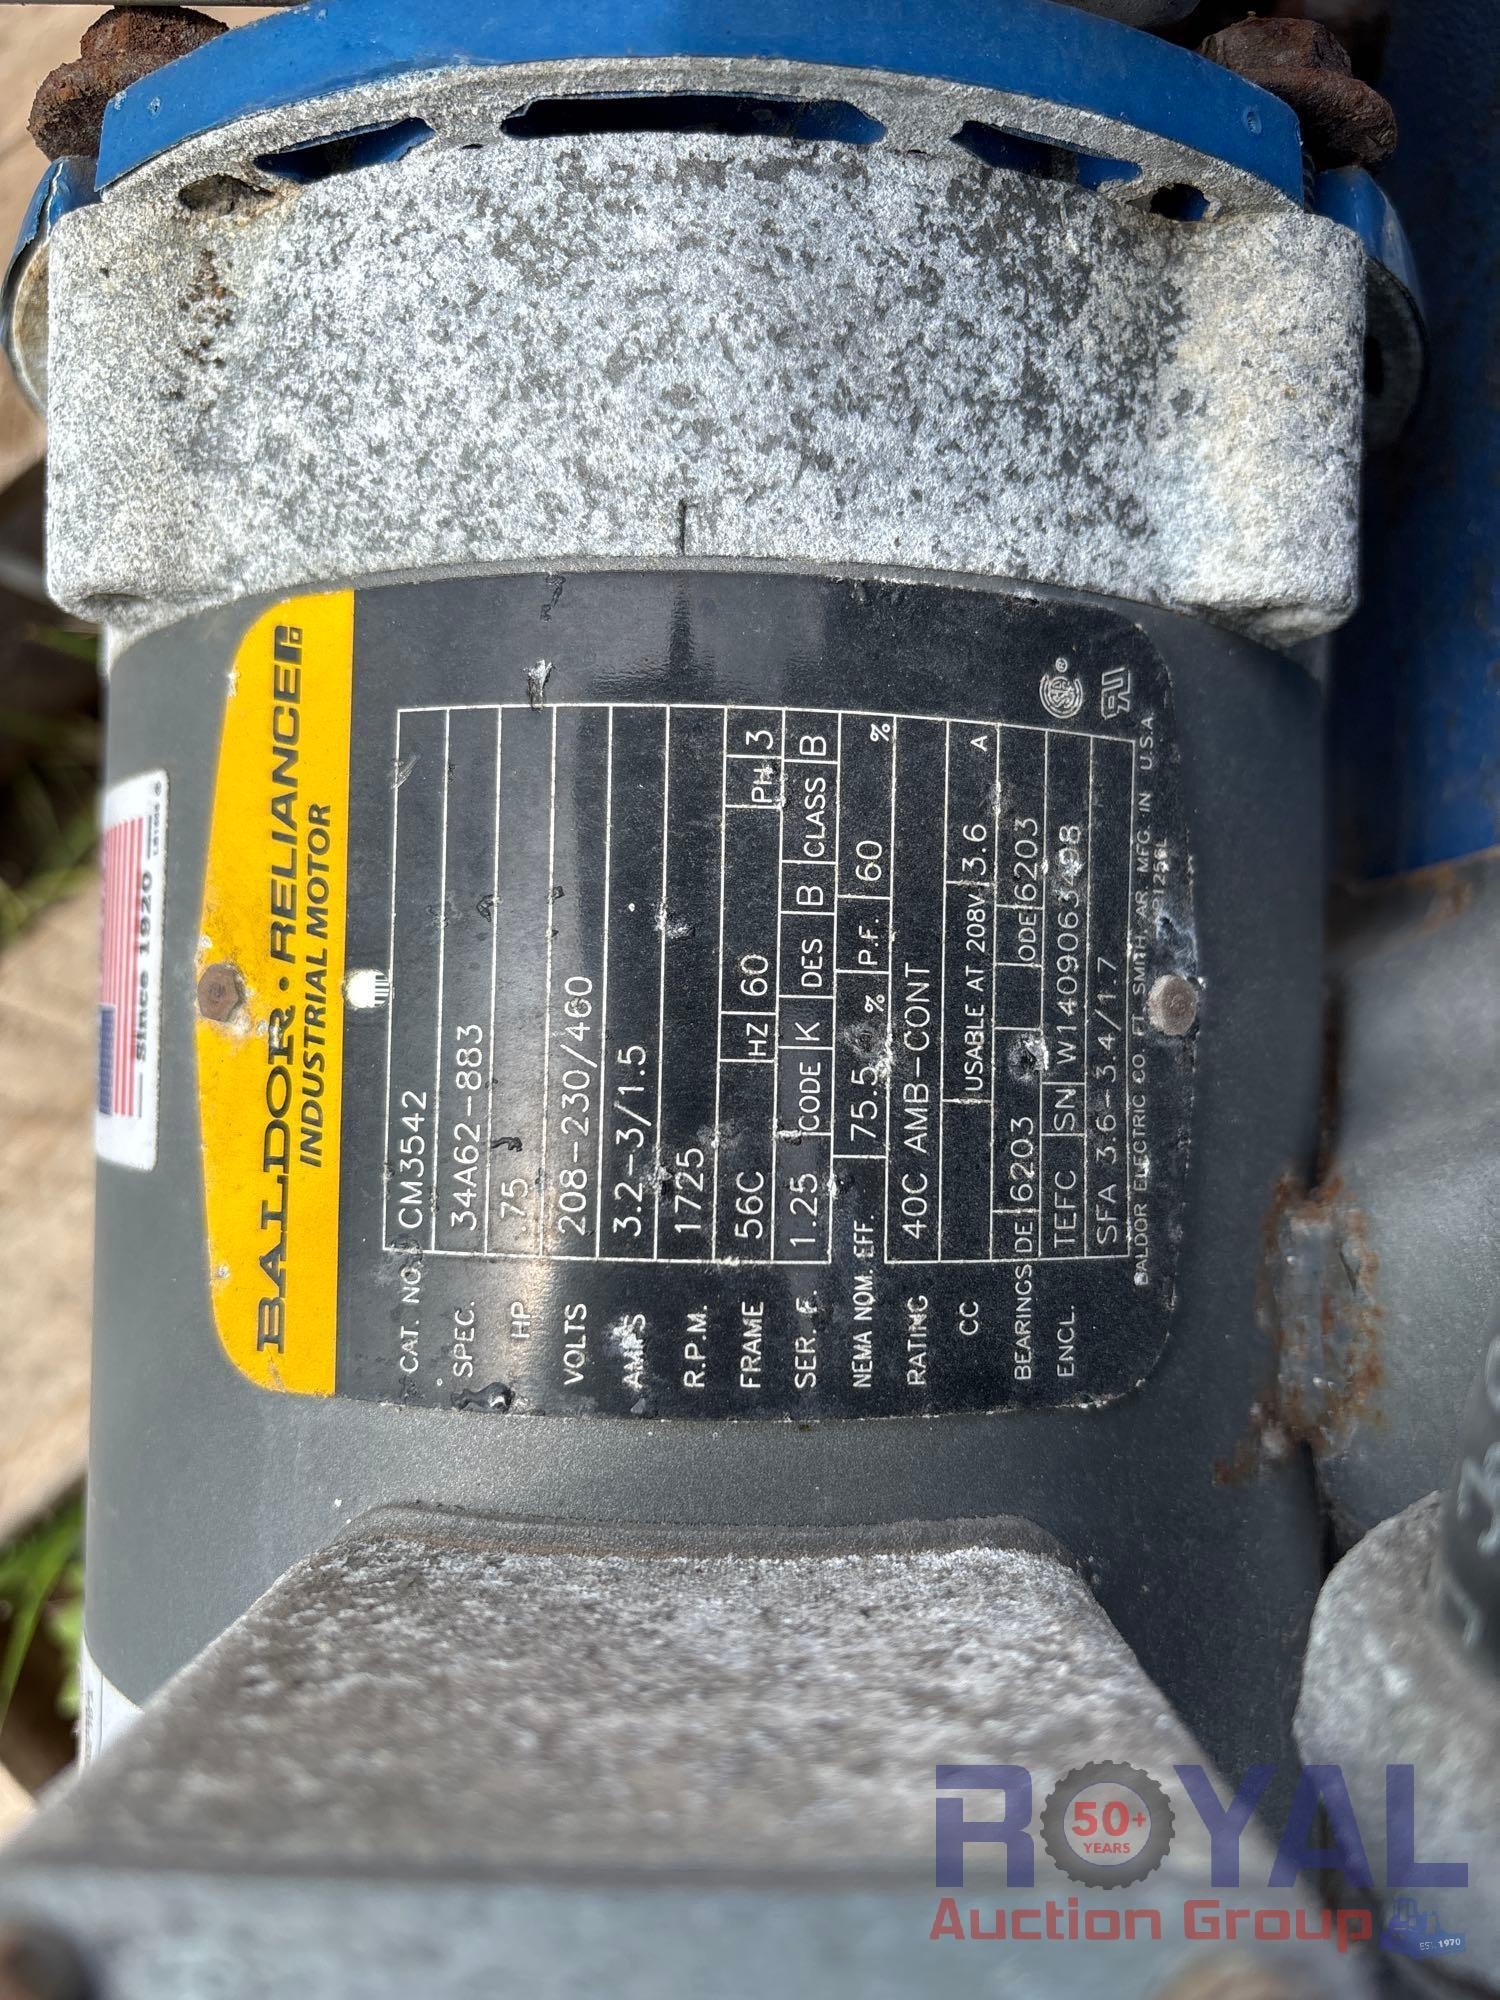 BALDOR • RELIANCE
INDUSTRIAL MOTOR
CAT. NO. CM3542
SPEC. 34A62-883
HP .75
VOLTS 208-230/460
AMPS 3.2-3/1.5
R.P.M. 1725
FRAME 56C HZ 60 PH 3
SER. F. 1.25 CODE K DES B CLASS B
NEMA NOM. EFF. 75.5 % P.F. 60 %
RATING 40C AMB-CONT
CC USABLE AT 208V 3.6 A
BEARINGS DE 6203 ODE 6203
ENCL. TEFC SN
SFA 3.6-3.4/1.7
BALDOR ELECTRIC CO. FT. SMITH, AR. MFG. IN U.S.A.
Since 1920
ROYAL
50+
YEARS
Auction Group
EST. 1970